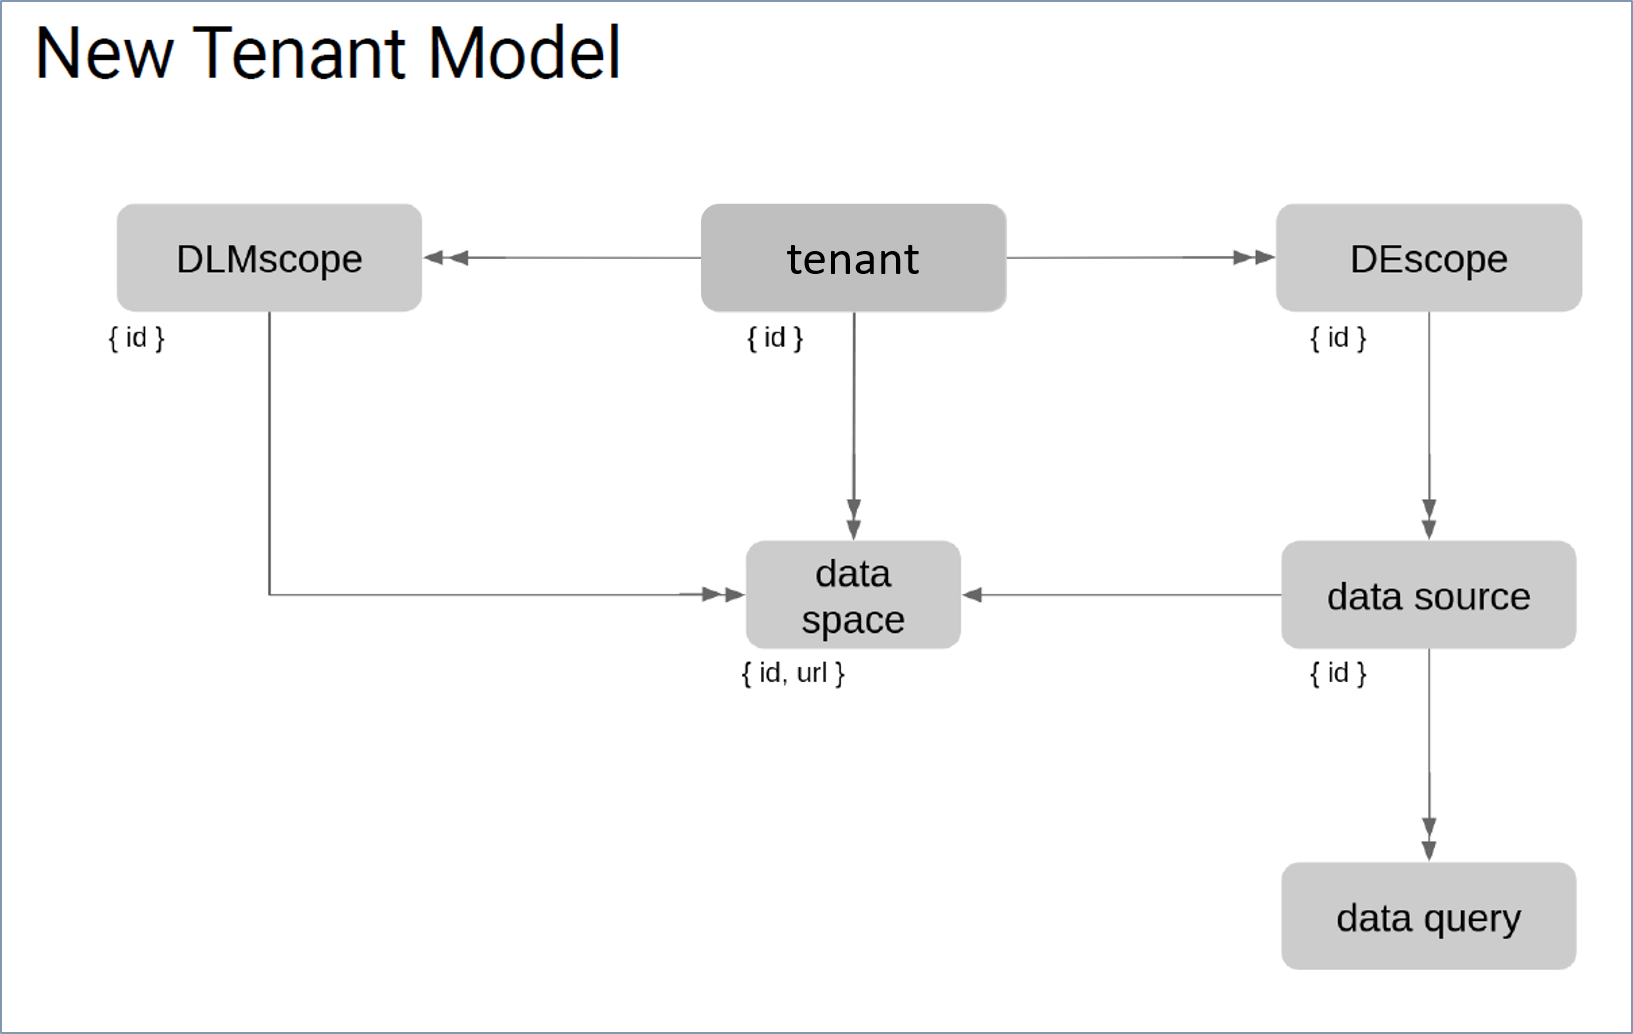 New Tenant Model
DLMscope
tenant
DEscope
{ id }
{ id }
{ id }
data
space
data source
{ id, url }
{ id }
data query